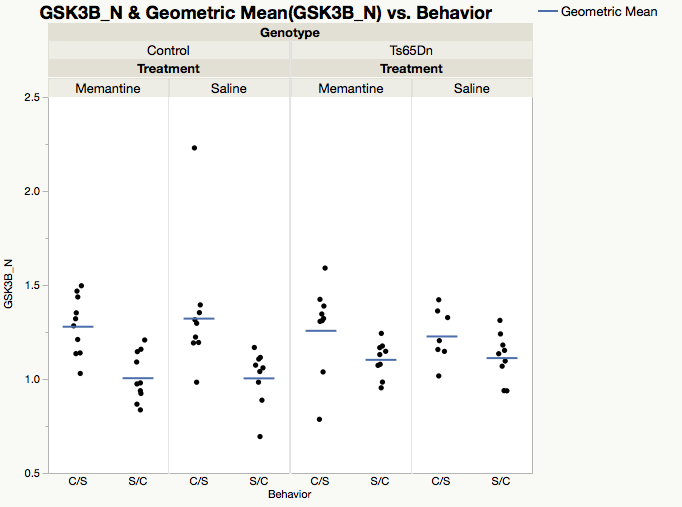 GSK3B_N & Geometric Mean(GSK3B_N) vs. Behavior
Geometric Mean
Genotype
Control Ts65Dn
Treatment Treatment
Memantine Saline Memantine Saline
2.5
2.0
1.5
1.0
0.5
GSK3B_N
C/S S/C C/S S/C C/S S/C C/S S/C
Behavior